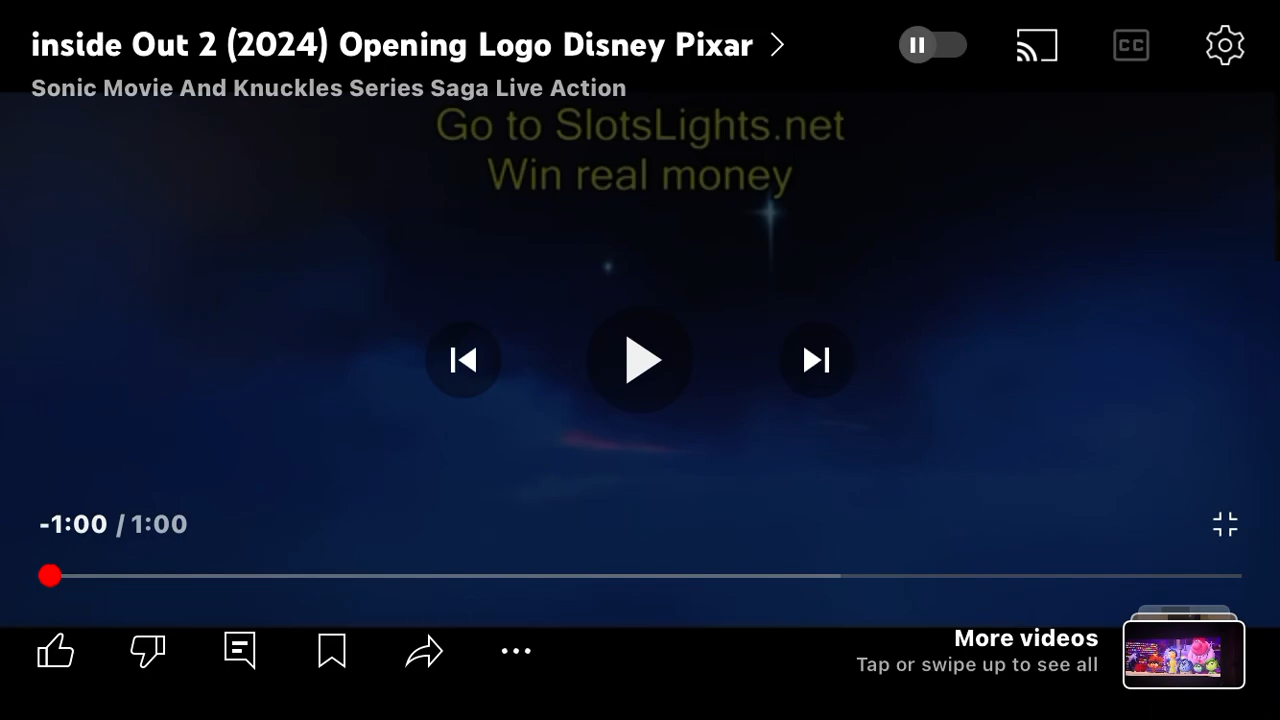 inside Out 2 (2024) Opening Logo Disney Pixar
Sonic Movie And Knuckles Series Saga Live Action
CC
Go to SlotsLights.net
Win real money
-1:00 / 1:00
More videos
Tap or swipe up to see all